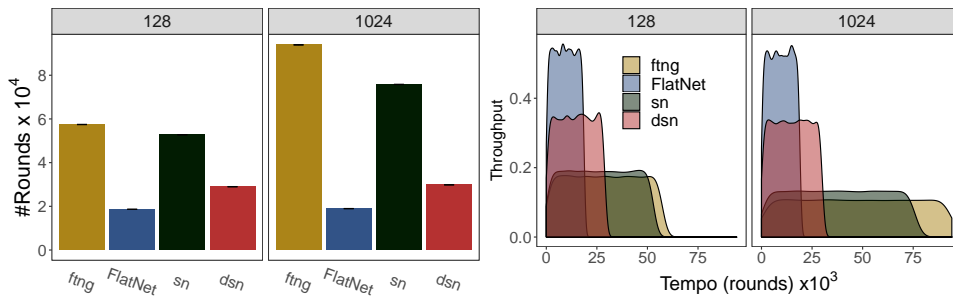 128
1024
#Rounds x 10^4
8
6
4
2
0
ftng
FlatNet
sn
dsn
ftng
FlatNet
sn
dsn
128
1024
Throughput
0.4
0.2
0.0
ftng
FlatNet
sn
dsn
0
25
50
75
0
25
50
75
Tempo (rounds) x10^3